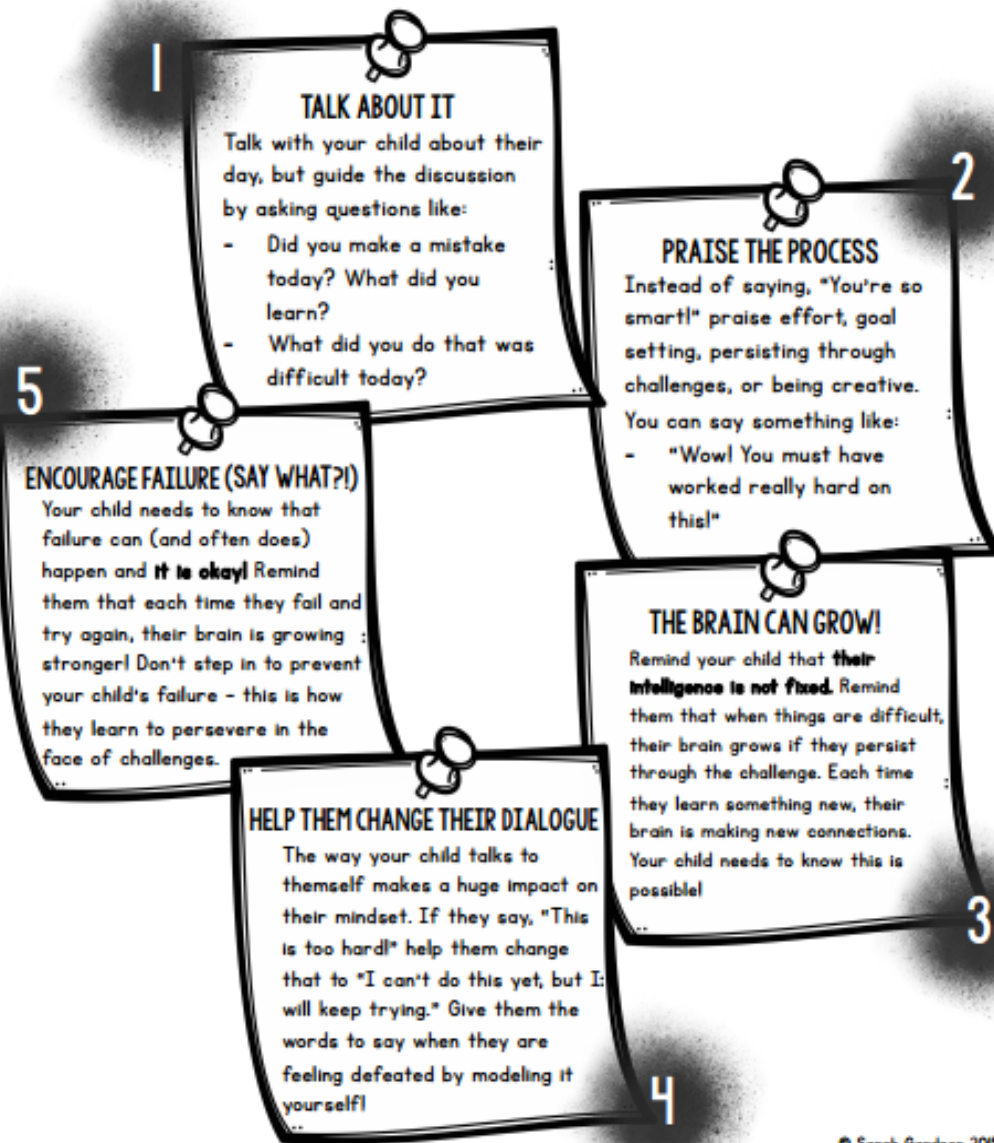 1
TALK ABOUT IT
Talk with your child about their
day, but guide the discussion
by asking questions like:
- Did you make a mistake
today? What did you
learn?
- What did you do that was
difficult today?
2
PRAISE THE PROCESS
Instead of saying, "You're so
smart!" praise effort, goal
setting, persisting through
challenges, or being creative.
You can say something like:
- "Wow! You must have
worked really hard on
this!"
THE BRAIN CAN GROW!
Remind your child that their
intelligence is not fixed. Remind
them that when things are difficult,
their brain grows if they persist
through the challenge. Each time
they learn something new, their
brain is making new connections.
Your child needs to know this is
possible!
3
HELP THEM CHANGE THEIR DIALOGUE
The way your child talks to
themself makes a huge impact on
their mindset. If they say, "This
is too hard!" help them change
that to "I can't do this yet, but I
will keep trying." Give them the
words to say when they are
feeling defeated by modeling it
yourself!
4
5
ENCOURAGE FAILURE (SAY WHAT?!)
Your child needs to know that
failure can (and often does)
happen and it is okay! Remind
them that each time they fail and
try again, their brain is growing
stronger! Don't step in to prevent
your child's failure - this is how
they learn to persevere in the
face of challenges.